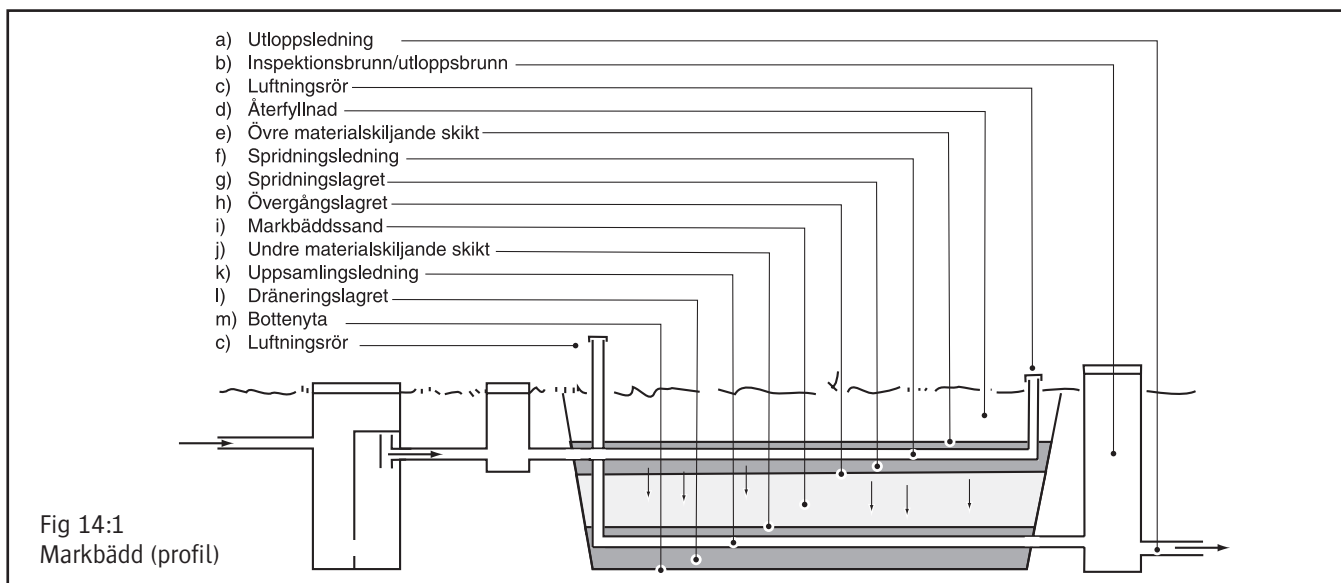 a) Utloppsledning
b) Inspektionsbrunn/utloppsbrunn
c) Luftningsrör
d) Återfyllnad
e) Övre materialskiljande skikt
f) Spridningsledning
g) Spridningslagret
h) Övergångslagret
i) Markbäddssand
j) Undre materialskiljande skikt
k) Uppsamlingsledning
l) Dräneringslagret
m) Bottenyta
c) Luftningsrör
Fig 14:1
Markbädd (profil)